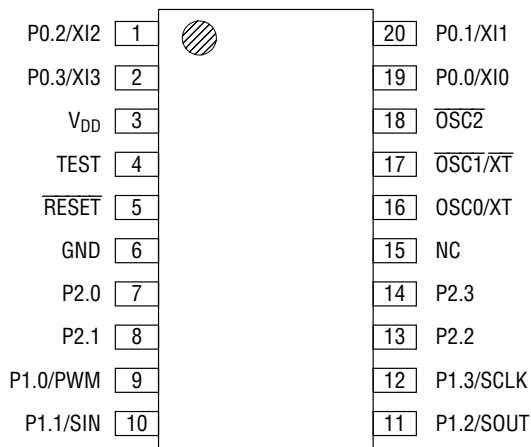 P0.2/XI2 1 20 P0.1/XI1
P0.3/XI3 2 19 P0.0/XI0
VDD 3 18 OSC2
TEST 4 17 OSC1/XT
RESET 5 16 OSC0/XT
GND 6 15 NC
P2.0 7 14 P2.3
P2.1 8 13 P2.2
P1.0/PWM 9 12 P1.3/SCLK
P1.1/SIN 10 11 P1.2/SOUT